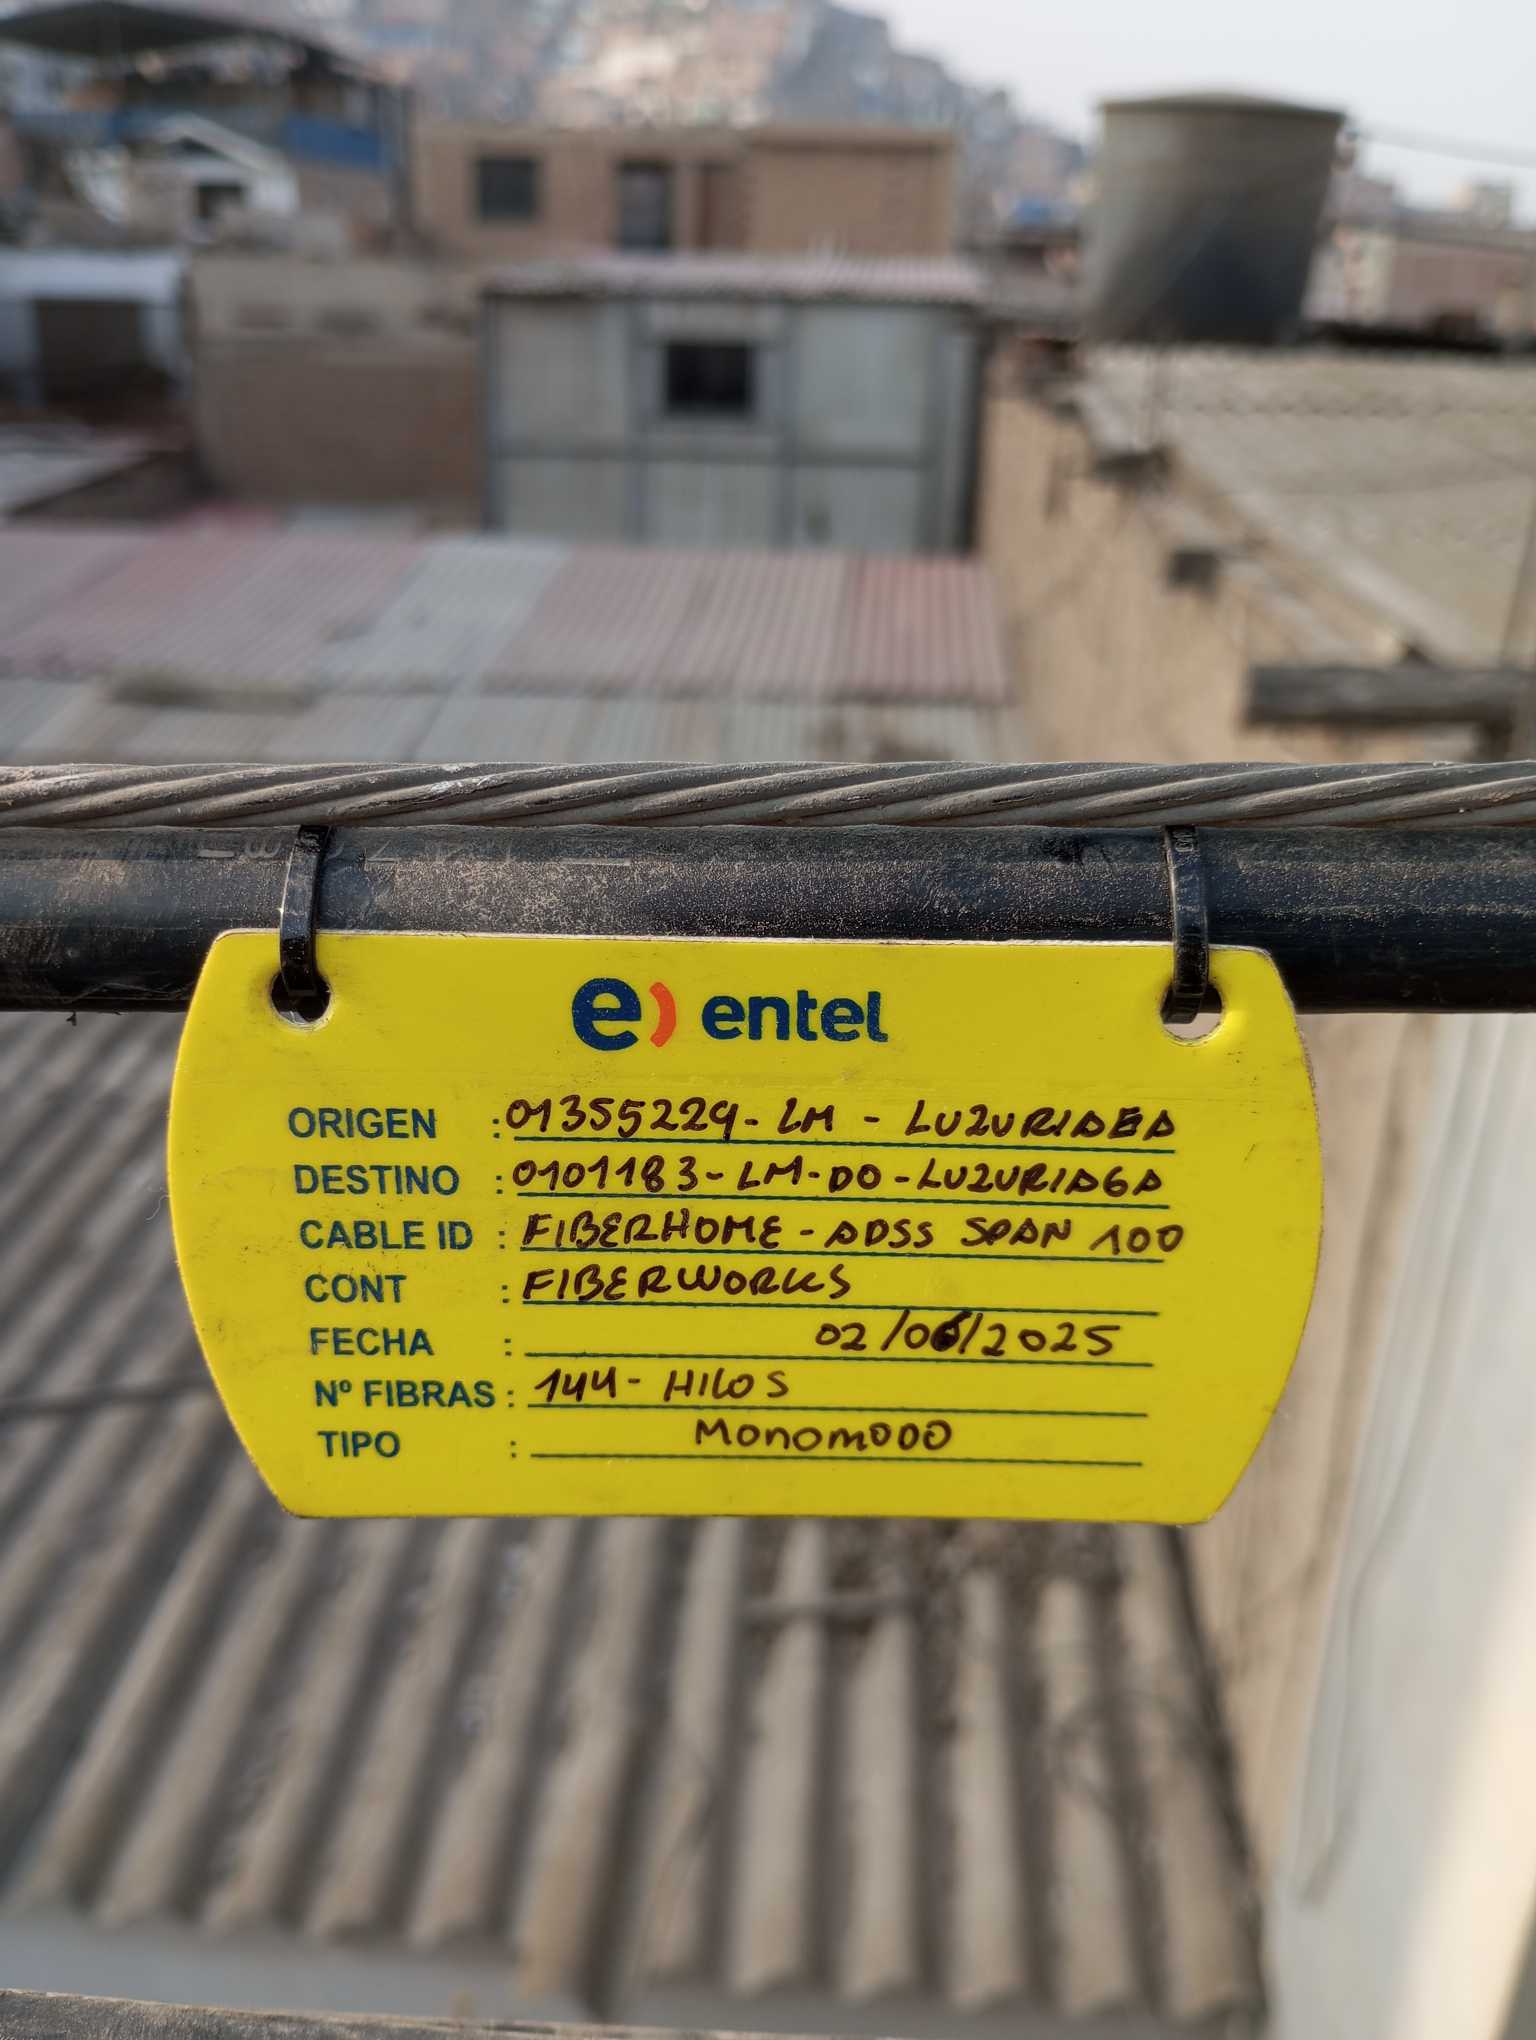 e) entel
ORIGEN : 01355229 - LM - LUZURIAGA
DESTINO : 0101183 - LM - DO - LUZURIAGA
CABLE ID : FIBERHOME - ADSS SPAN 100
CONT : FIBERWORKS
FECHA : 02/06/2025
Nº FIBRAS : 144 - HILOS
TIPO : MONOMODO